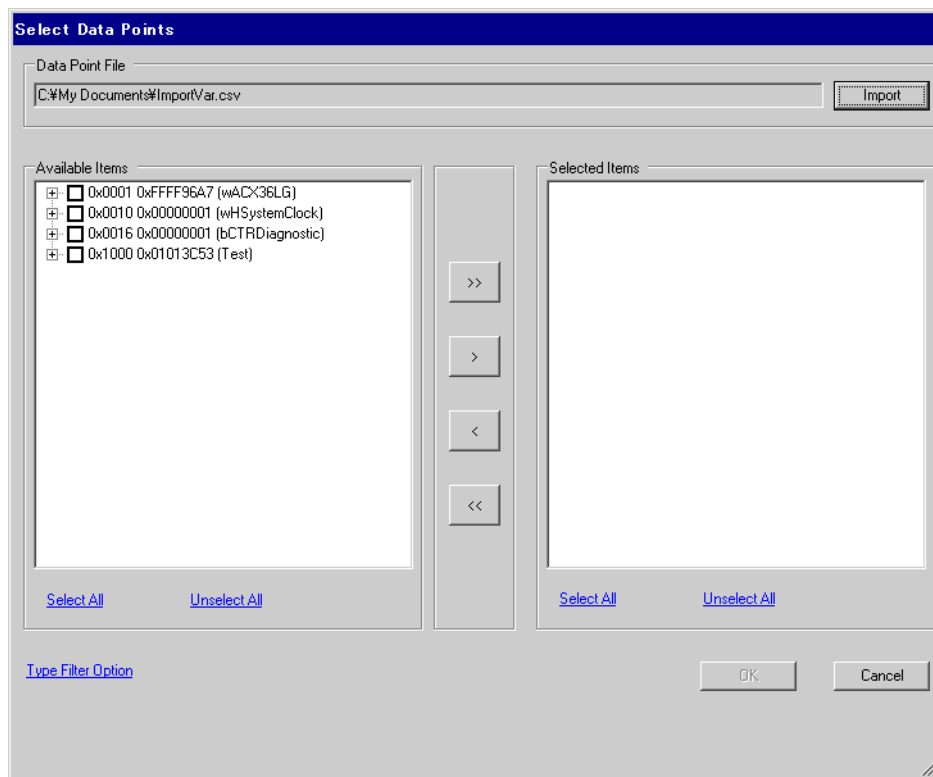 Select Data Points
Data Point File
C:¥My Documents¥ImportVar.csv
Import
Available Items
0x0001 0xFFFF96A7 (wACX36LG)
0x0010 0x00000001 (wHSystemClock)
0x0016 0x00000001 (bCTRDiagnostic)
0x1000 0x01013C53 (Test)
Select All
Unselect All
>>
>
<
<<
Selected Items
Select All
Unselect All
Type Filter Option
OK
Cancel